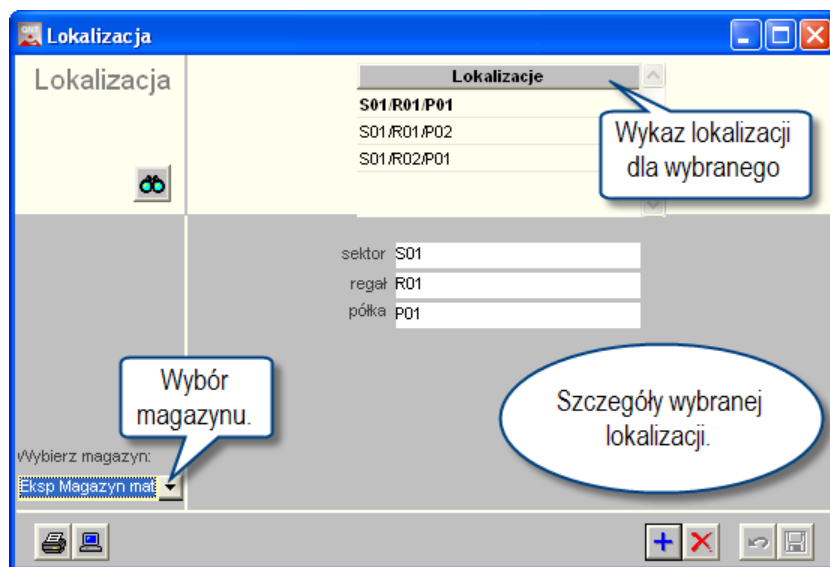 QNT Lokalizacja
Lokalizacja
Lokalizacje
S01/R01/P01
S01/R01/P02
S01/R02/P01
Wykaz lokalizacji
dla wybranego
sektor S01
regał R01
półka P01
Wybór
magazynu.
Szczegóły wybranej
lokalizacji.
Wybierz magazyn:
Eksp Magazyn mat